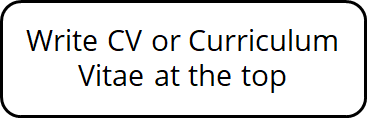 Write CV or Curriculum
Vitae at the top